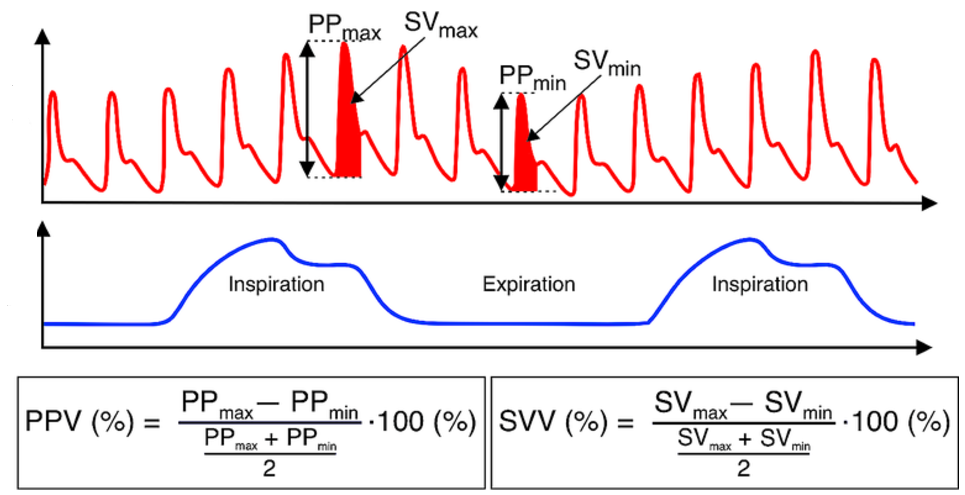 PPmax
SVmax
PPmin
SVmin
Inspiration
Expiration
Inspiration
PPV (%) = PPmax − PPmin / (PPmax + PPmin / 2) ·100 (%)
SVV (%) = SVmax − SVmin / (SVmax + SVmin / 2) ·100 (%)